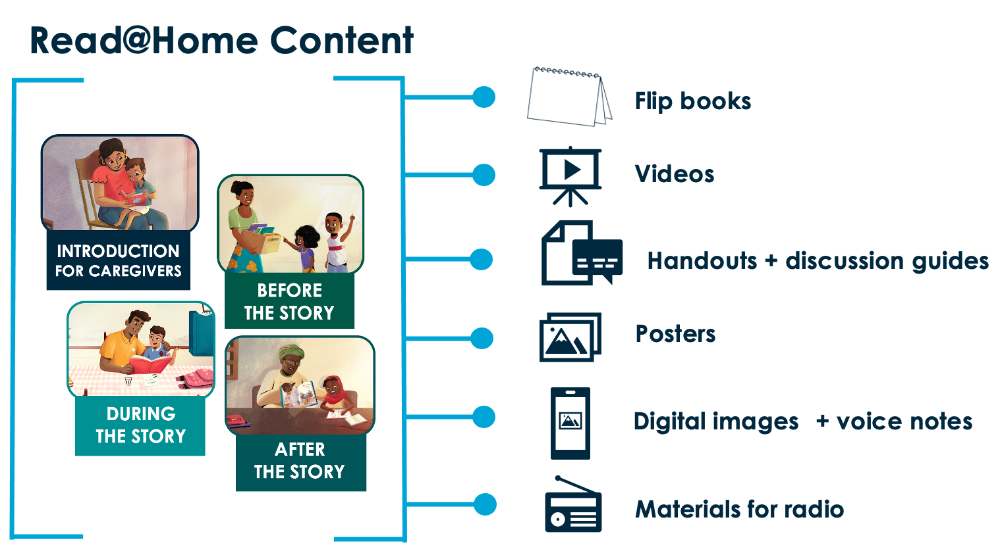 Read@Home Content
INTRODUCTION
FOR CAREGIVERS
BEFORE
THE STORY
DURING
THE STORY
AFTER
THE STORY
Flip books
Videos
Handouts + discussion guides
Posters
Digital images + voice notes
Materials for radio